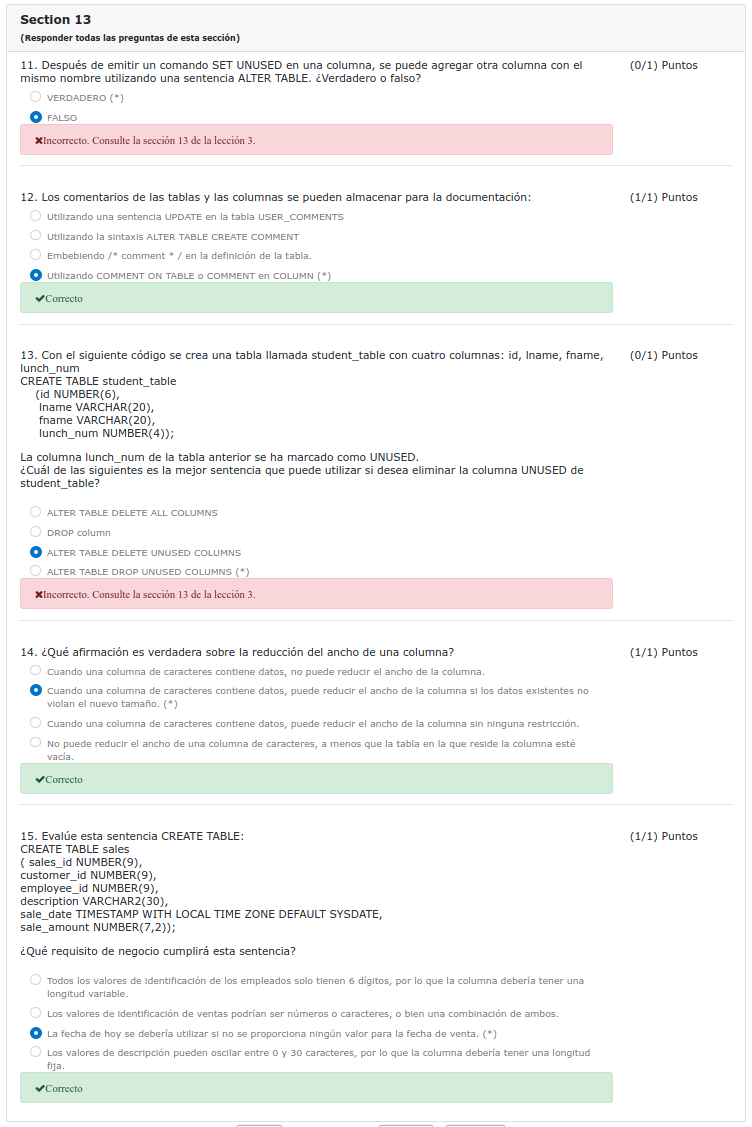 Section 13
(Responder todas las preguntas de esta sección)
11. Después de emitir un comando SET UNUSED en una columna, se puede agregar otra columna con el (0/1) Puntos
mismo nombre utilizando una sentencia ALTER TABLE. ¿Verdadero o falso?
VERDADERO (*)
FALSO
✖Incorrecto. Consulte la sección 13 de la lección 3.
12. Los comentarios de las tablas y las columnas se pueden almacenar para la documentación: (1/1) Puntos
Utilizando una sentencia UPDATE en la tabla USER_COMMENTS
Utilizando la sintaxis ALTER TABLE CREATE COMMENT
Embebiendo /* comment * / en la definición de la tabla.
Utilizando COMMENT ON TABLE o COMMENT en COLUMN (*)
✔Correcto
13. Con el siguiente código se crea una tabla llamada student_table con cuatro columnas: id, lname, fname, (0/1) Puntos
lunch_num
CREATE TABLE student_table
(id NUMBER(6),
lname VARCHAR(20),
fname VARCHAR(20),
lunch_num NUMBER(4));
La columna lunch_num de la tabla anterior se ha marcado como UNUSED.
¿Cuál de las siguientes es la mejor sentencia que puede utilizar si desea eliminar la columna UNUSED de
student_table?
ALTER TABLE DELETE ALL COLUMNS
DROP column
ALTER TABLE DELETE UNUSED COLUMNS
ALTER TABLE DROP UNUSED COLUMNS (*)
✖Incorrecto. Consulte la sección 13 de la lección 3.
14. ¿Qué afirmación es verdadera sobre la reducción del ancho de una columna? (1/1) Puntos
Cuando una columna de caracteres contiene datos, no puede reducir el ancho de la columna.
Cuando una columna de caracteres contiene datos, puede reducir el ancho de la columna si los datos existentes no
violan el nuevo tamaño. (*)
Cuando una columna de caracteres contiene datos, puede reducir el ancho de la columna sin ninguna restricción.
No puede reducir el ancho de una columna de caracteres, a menos que la tabla en la que reside la columna esté
vacía.
✔Correcto
15. Evalúe esta sentencia CREATE TABLE: (1/1) Puntos
CREATE TABLE sales
( sales_id NUMBER(9),
customer_id NUMBER(9),
employee_id NUMBER(9),
description VARCHAR2(30),
sale_date TIMESTAMP WITH LOCAL TIME ZONE DEFAULT SYSDATE,
sale_amount NUMBER(7,2));
¿Qué requisito de negocio cumplirá esta sentencia?
Todos los valores de identificación de los empleados solo tienen 6 dígitos, por lo que la columna debería tener una
longitud variable.
Los valores de identificación de ventas podrían ser números o caracteres, o bien una combinación de ambos.
La fecha de hoy se debería utilizar si no se proporciona ningún valor para la fecha de venta. (*)
Los valores de descripción pueden oscilar entre 0 y 30 caracteres, por lo que la columna debería tener una longitud
fija.
✔Correcto